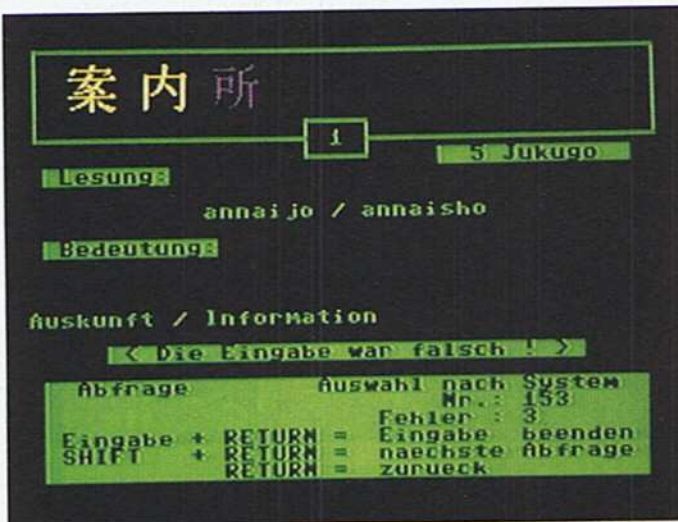 案内所
1
5 Jukugo
Lesung:
annaijo / annaisho
Bedeutung:
Auskunft / Information
< Die Eingabe war falsch ! >
Abfrage Auswahl nach System
Nr.: 153
Fehler : 3
Eingabe + RETURN = Eingabe beenden
SHIFT + RETURN = naechste Abfrage
RETURN = zurueck